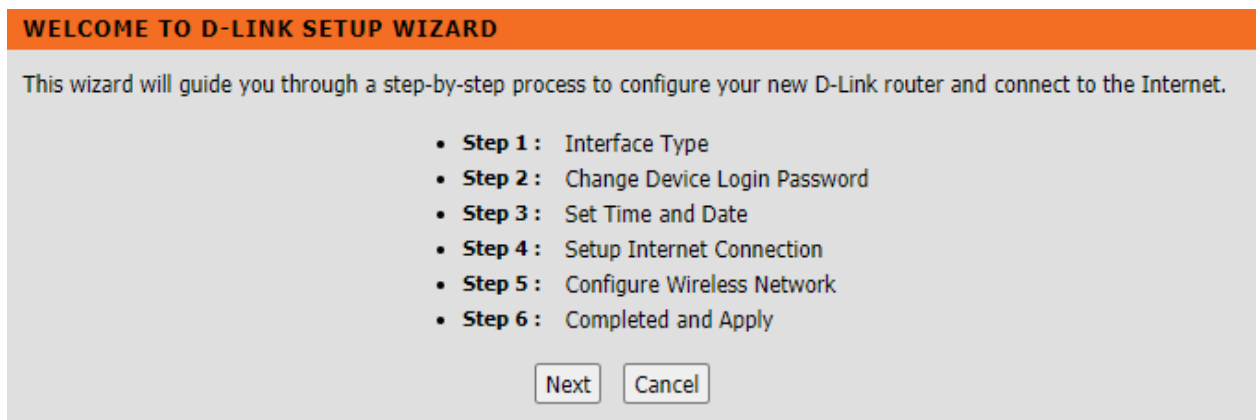 WELCOME TO D-LINK SETUP WIZARD
This wizard will guide you through a step-by-step process to configure your new D-Link router and connect to the Internet.
• Step 1 : Interface Type
• Step 2 : Change Device Login Password
• Step 3 : Set Time and Date
• Step 4 : Setup Internet Connection
• Step 5 : Configure Wireless Network
• Step 6 : Completed and Apply
Next Cancel